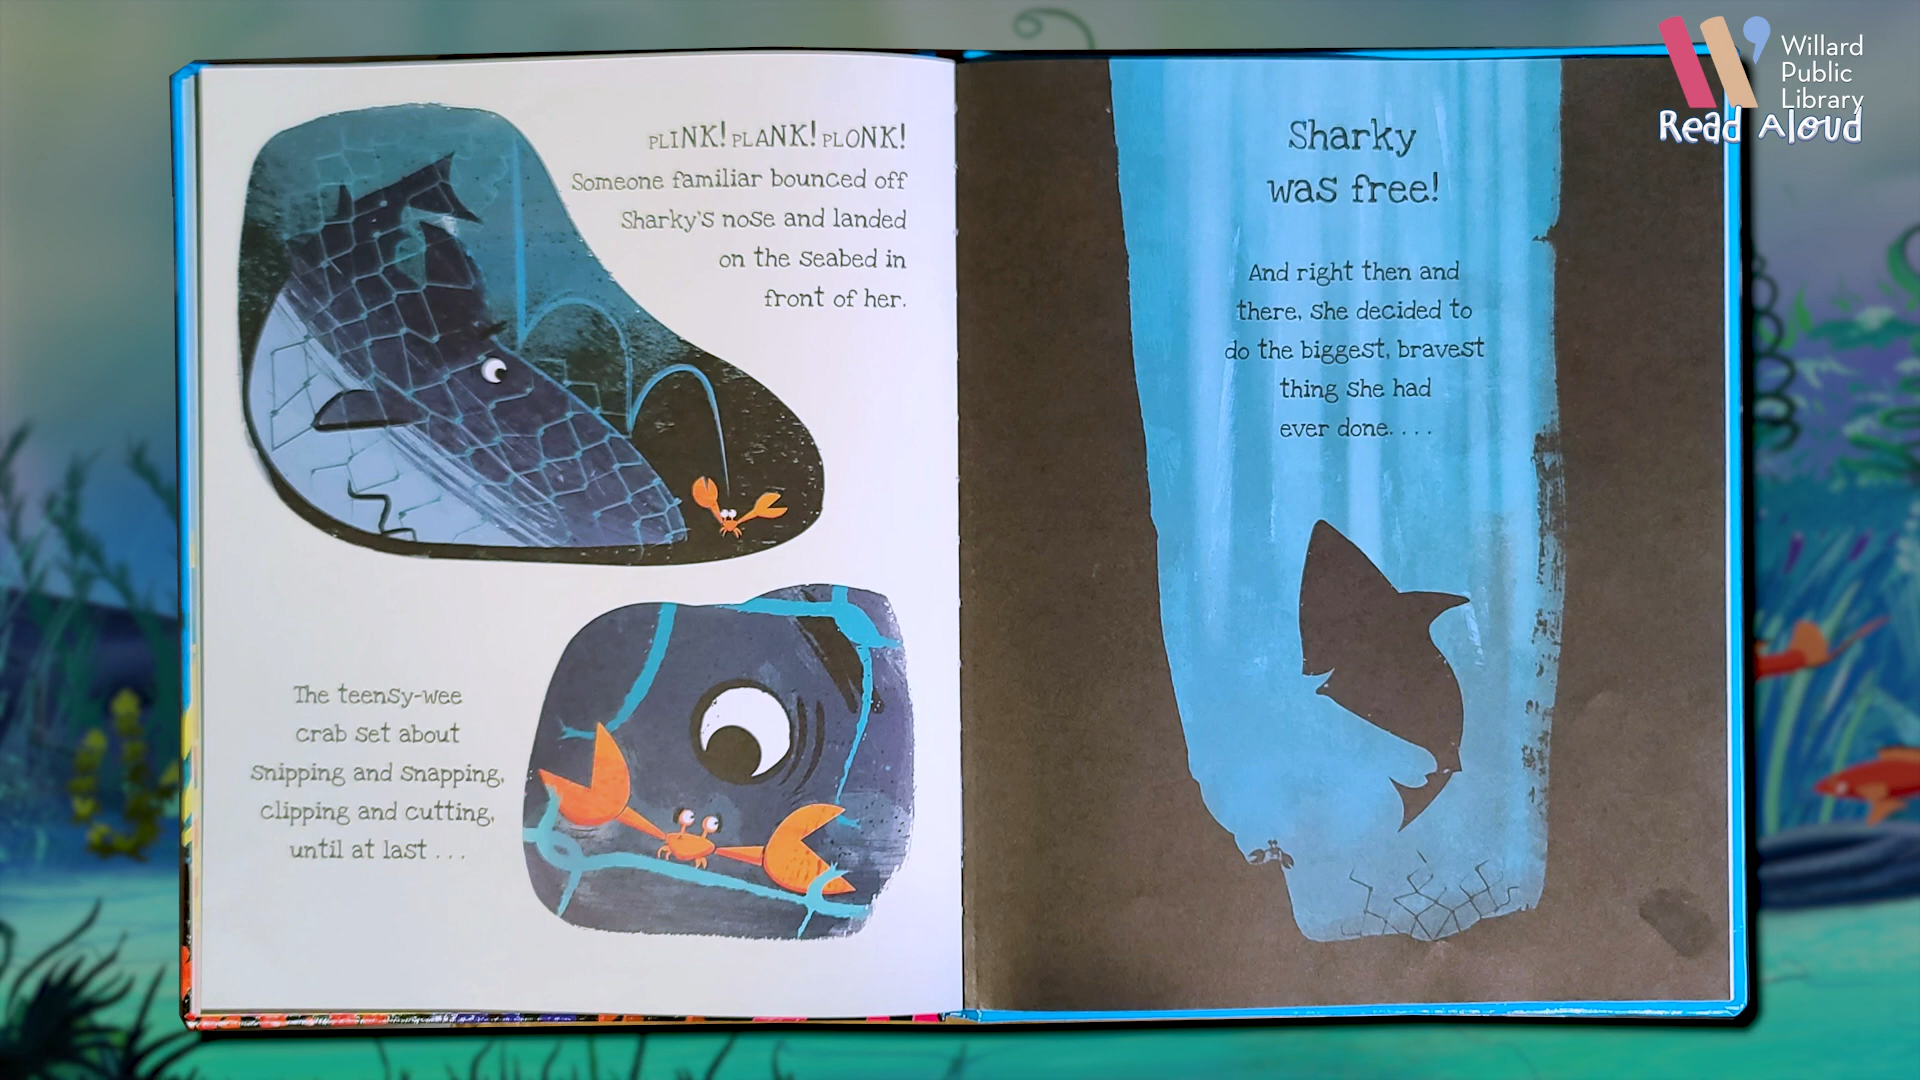 PLINK! PLANK! PLONK!
Someone familiar bounced off
Sharky's nose and landed
on the seabed in
front of her.
The teensy-wee
crab set about
snipping and snapping,
clipping and cutting,
until at last . . .
Sharky
was free!
And right then and
there, she decided to
do the biggest, bravest
thing she had
ever done. . . .
Willard
Public
Library
Read Aloud